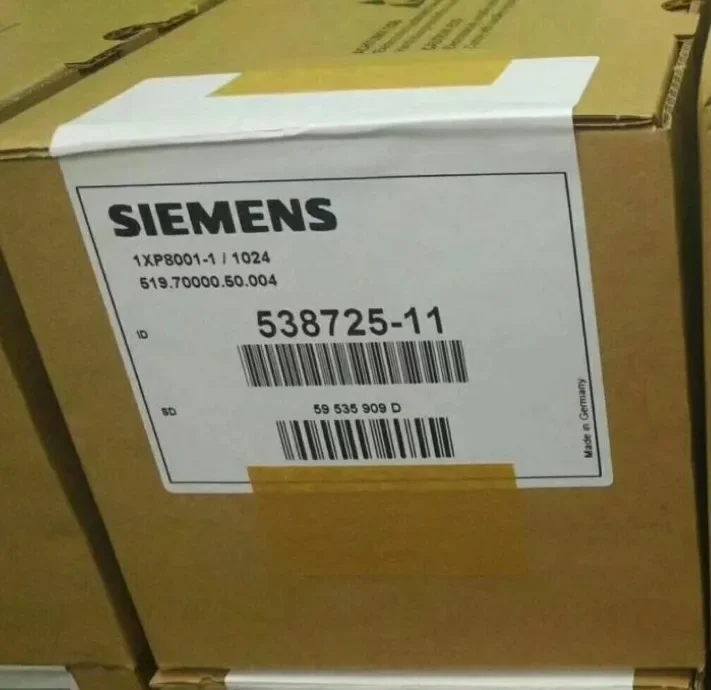 SIEMENS
1XP8001-1 / 1024
519.70000.50.004
ID 538725-11
SD 59 535 909 D
Made in Germany